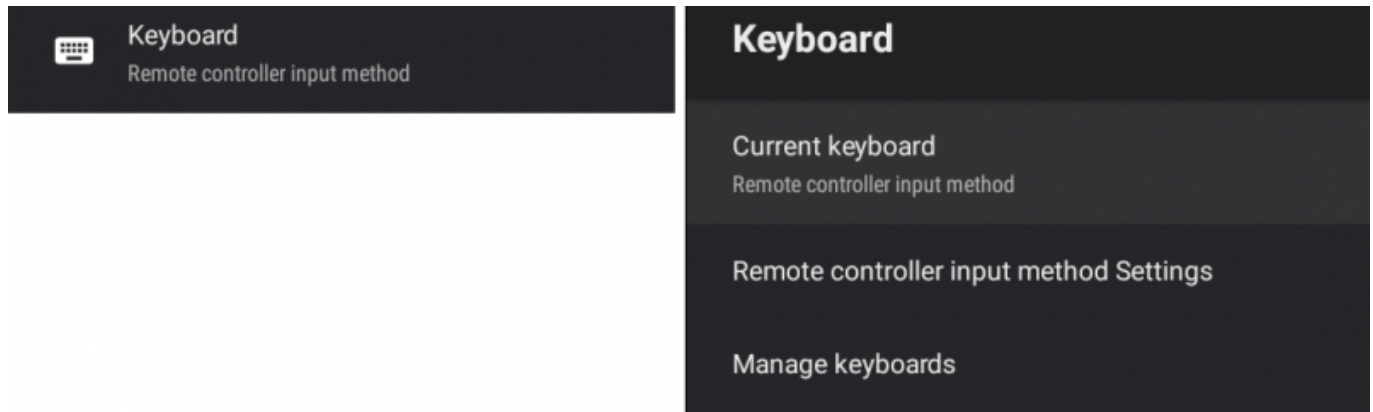 Keyboard
Remote controller input method
Keyboard
Current keyboard
Remote controller input method
Remote controller input method Settings
Manage keyboards